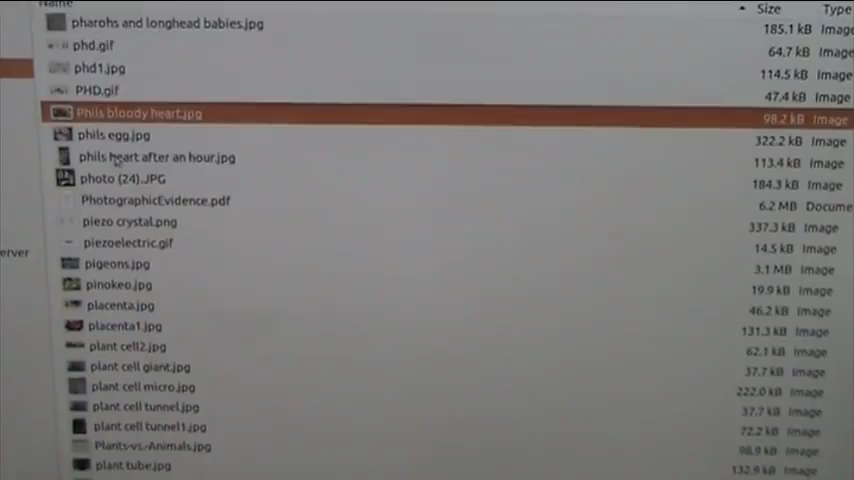 Name Size Type
pharohs and longhead babies.jpg 185.1 kB Image
phd.gif 64.7 kB Image
phd1.jpg 114.5 kB Image
PHD.gif 47.4 kB Image
Phils bloody heart.jpg 98.2 kB Image
phils egg.jpg 322.2 kB Image
phils heart after an hour.jpg 113.4 kB Image
photo (24).JPG 184.3 kB Image
PhotographicEvidence.pdf 6.2 MB Docume
piezo crystal.png 337.3 kB Image
erver piezoelectric.gif 14.5 kB Image
pigeons.jpg 3.1 MB Image
pinokeo.jpg 19.9 kB Image
placenta.jpg 46.2 kB Image
placenta1.jpg 131.3 kB Image
plant cell2.jpg 62.1 kB Image
plant cell giant.jpg 37.7 kB Image
plant cell micro.jpg 222.0 kB Image
plant cell tunnel.jpg 37.7 kB Image
plant cell tunnel1.jpg 72.2 kB Image
Plants-vs.-Animals.jpg 98.9 kB Image
plant tube.jpg 132.9 kB Image